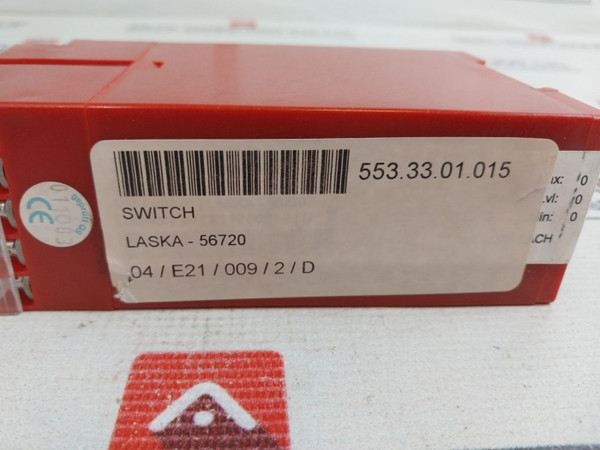 553.33.01.015
SWITCH
LASKA - 56720
04 / E21 / 009 / 2 / D
CE